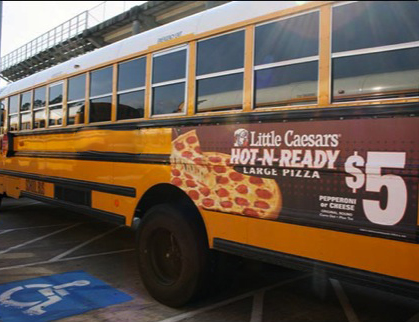 Little Caesars
HOT-N-READY
LARGE PIZZA
$5
PEPPERONI
or CHEESE